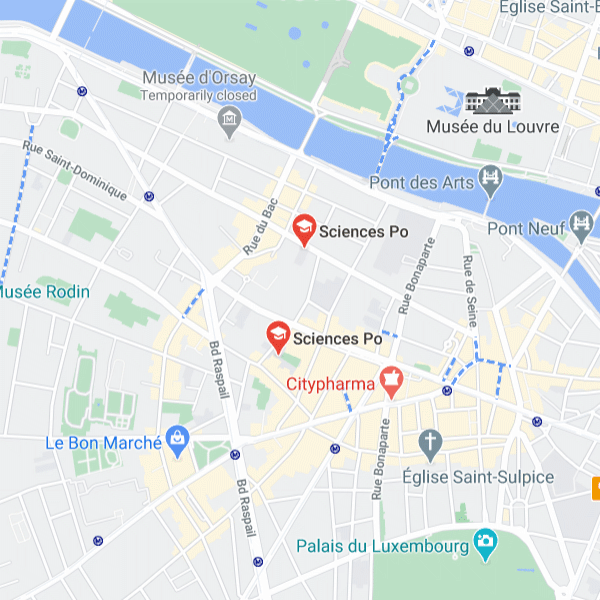 Église Saint-E
Musée d'Orsay
Temporarily closed
Musée du Louvre
Rue Saint-Dominique
Pont des Arts
Rue du Bac
Sciences Po
Pont Neuf
Rue Bonaparte
Rue de Seine
Musée Rodin
Bd Raspail
Sciences Po
Citypharma
Le Bon Marché
Rue Bonaparte
Église Saint-Sulpice
Bd Raspail
Palais du Luxembourg